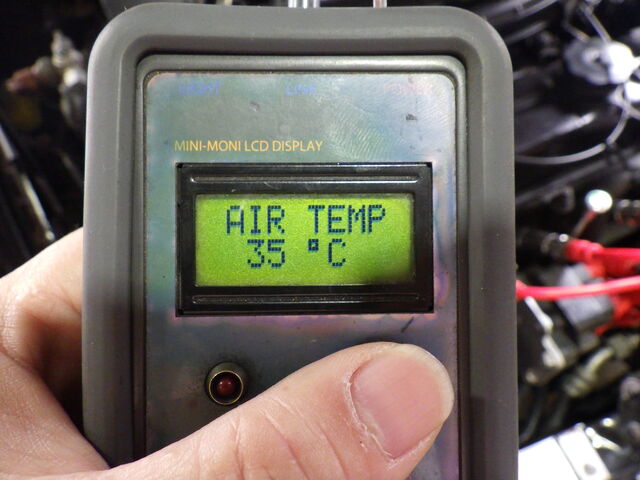 MINI-MONI LCD DISPLAY
AIR TEMP
35 °C